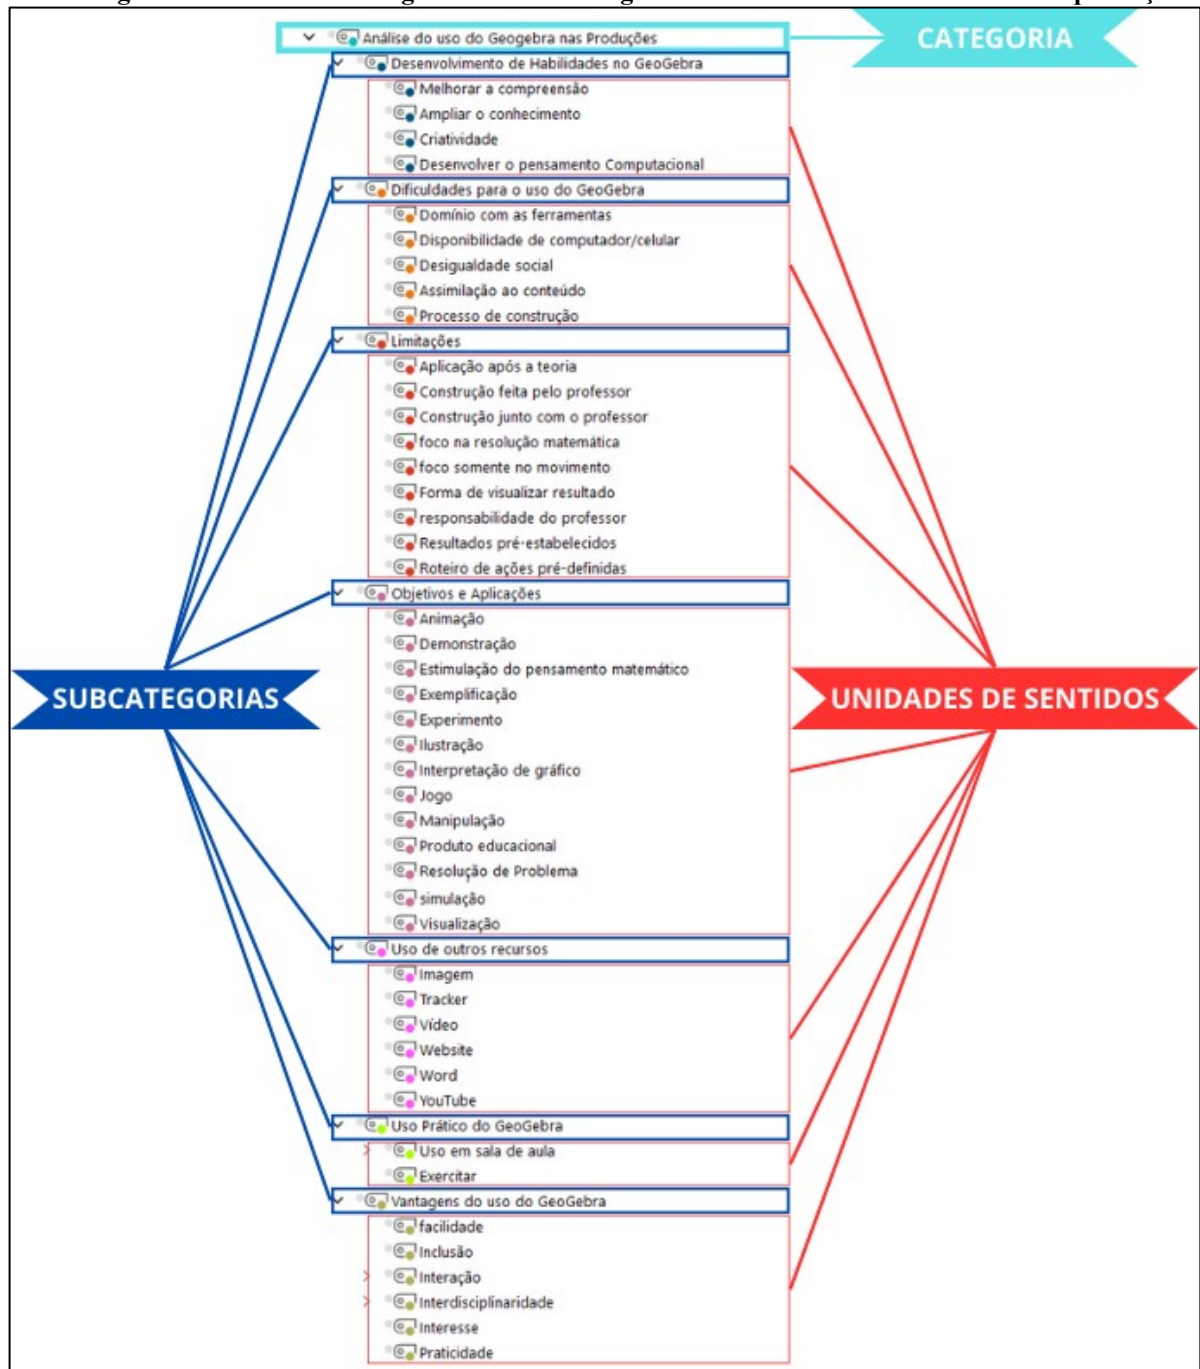 Análise do uso do Geogebra nas Produções
CATEGORIA
Desenvolvimento de Habilidades no GeoGebra
Melhorar a compreensão
Ampliar o conhecimento
Criatividade
Desenvolver o pensamento Computacional
Dificuldades para o uso do GeoGebra
Domínio com as ferramentas
Disponibilidade de computador/celular
Desigualdade social
Assimilação ao conteúdo
Processo de construção
Limitações
Aplicação após a teoria
Construção feita pelo professor
Construção junto com o professor
foco na resolução matemática
foco somente no movimento
Forma de visualizar resultado
responsabilidade do professor
Resultados pré-estabelecidos
Roteiro de ações pré-definidas
Objetivos e Aplicações
Animação
Demonstração
Estimulação do pensamento matemático
Exemplificação
Experimento
Ilustração
Interpretação de gráfico
Jogo
Manipulação
Produto educacional
Resolução de Problema
simulação
Visualização
SUBCATEGORIAS
UNIDADES DE SENTIDOS
Uso de outros recursos
Imagem
Tracker
Vídeo
Website
Word
YouTube
Uso Prático do GeoGebra
Uso em sala de aula
Exercitar
Vantagens do uso do GeoGebra
facilidade
Inclusão
Interação
Interdisciplinaridade
Interesse
Praticidade